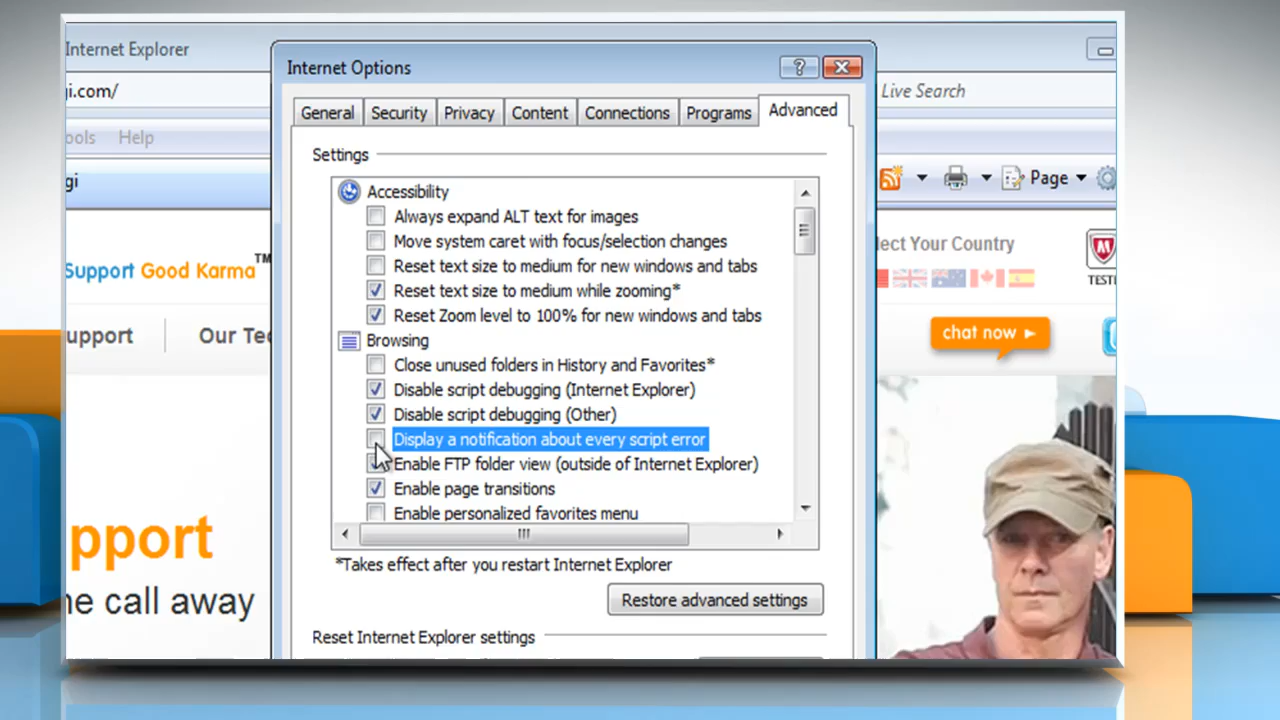 Internet Explorer
Internet Options
gi.com/
Live Search
General Security Privacy Content Connections Programs Advanced
ools Help
Settings
gi
Page
Accessibility
Always expand ALT text for images
Move system caret with focus/selection changes
Reset text size to medium for new windows and tabs
Reset text size to medium while zooming*
Reset Zoom level to 100% for new windows and tabs
Browsing
Close unused folders in History and Favorites*
Disable script debugging (Internet Explorer)
Disable script debugging (Other)
Display a notification about every script error
Enable FTP folder view (outside of Internet Explorer)
Enable page transitions
Enable personalized favorites menu
*Takes effect after you restart Internet Explorer
Restore advanced settings
Reset Internet Explorer settings
Support Good Karma™
lect Your Country
TESTE
upport Our Te
chat now
pport
ne call away